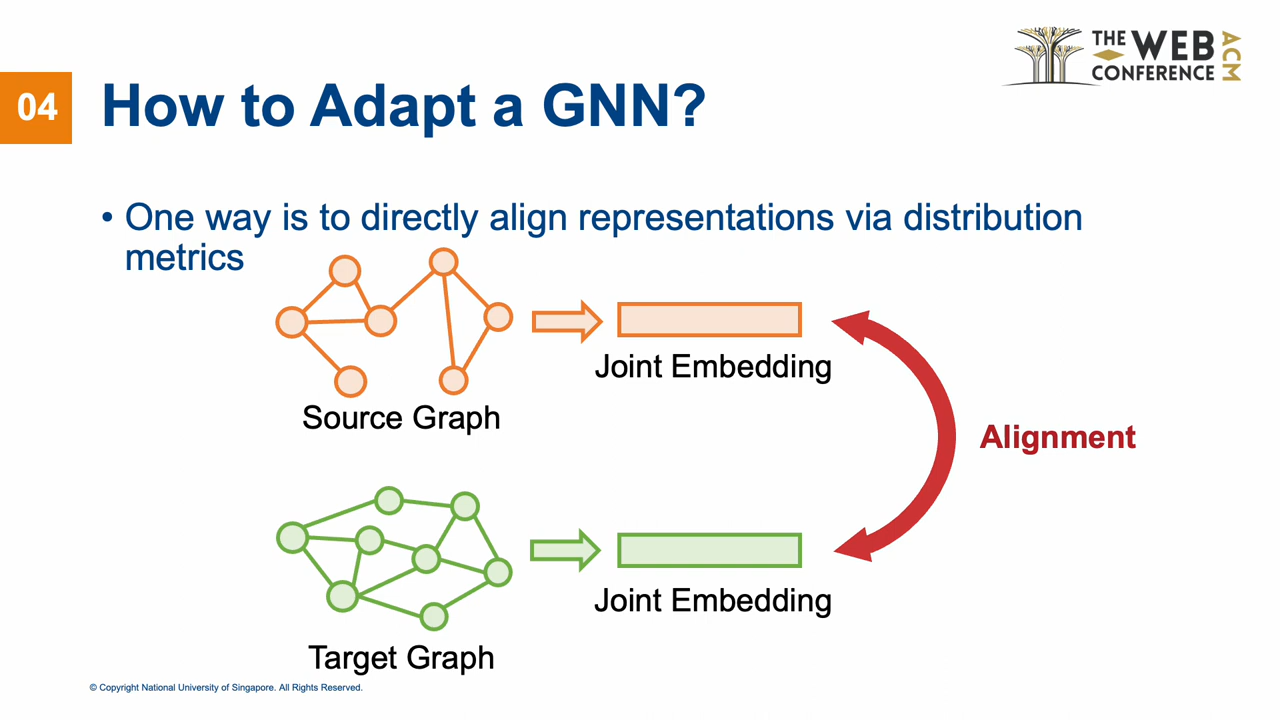 THE WEB
CONFERENCE
ACM
04
How to Adapt a GNN?
• One way is to directly align representations via distribution
metrics
Joint Embedding
Source Graph
Alignment
Joint Embedding
Target Graph
© Copyright National University of Singapore. All Rights Reserved.